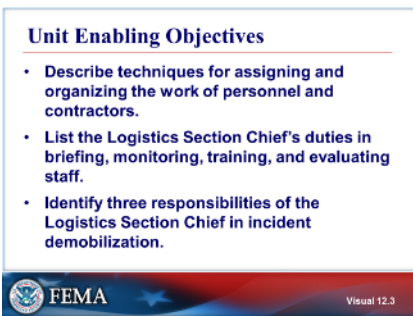 Unit Enabling Objectives
• Describe techniques for assigning and
organizing the work of personnel and
contractors.
• List the Logistics Section Chief's duties in
briefing, monitoring, training, and evaluating
staff.
• Identify three responsibilities of the
Logistics Section Chief in incident
demobilization.
FEMA
Visual 12.3